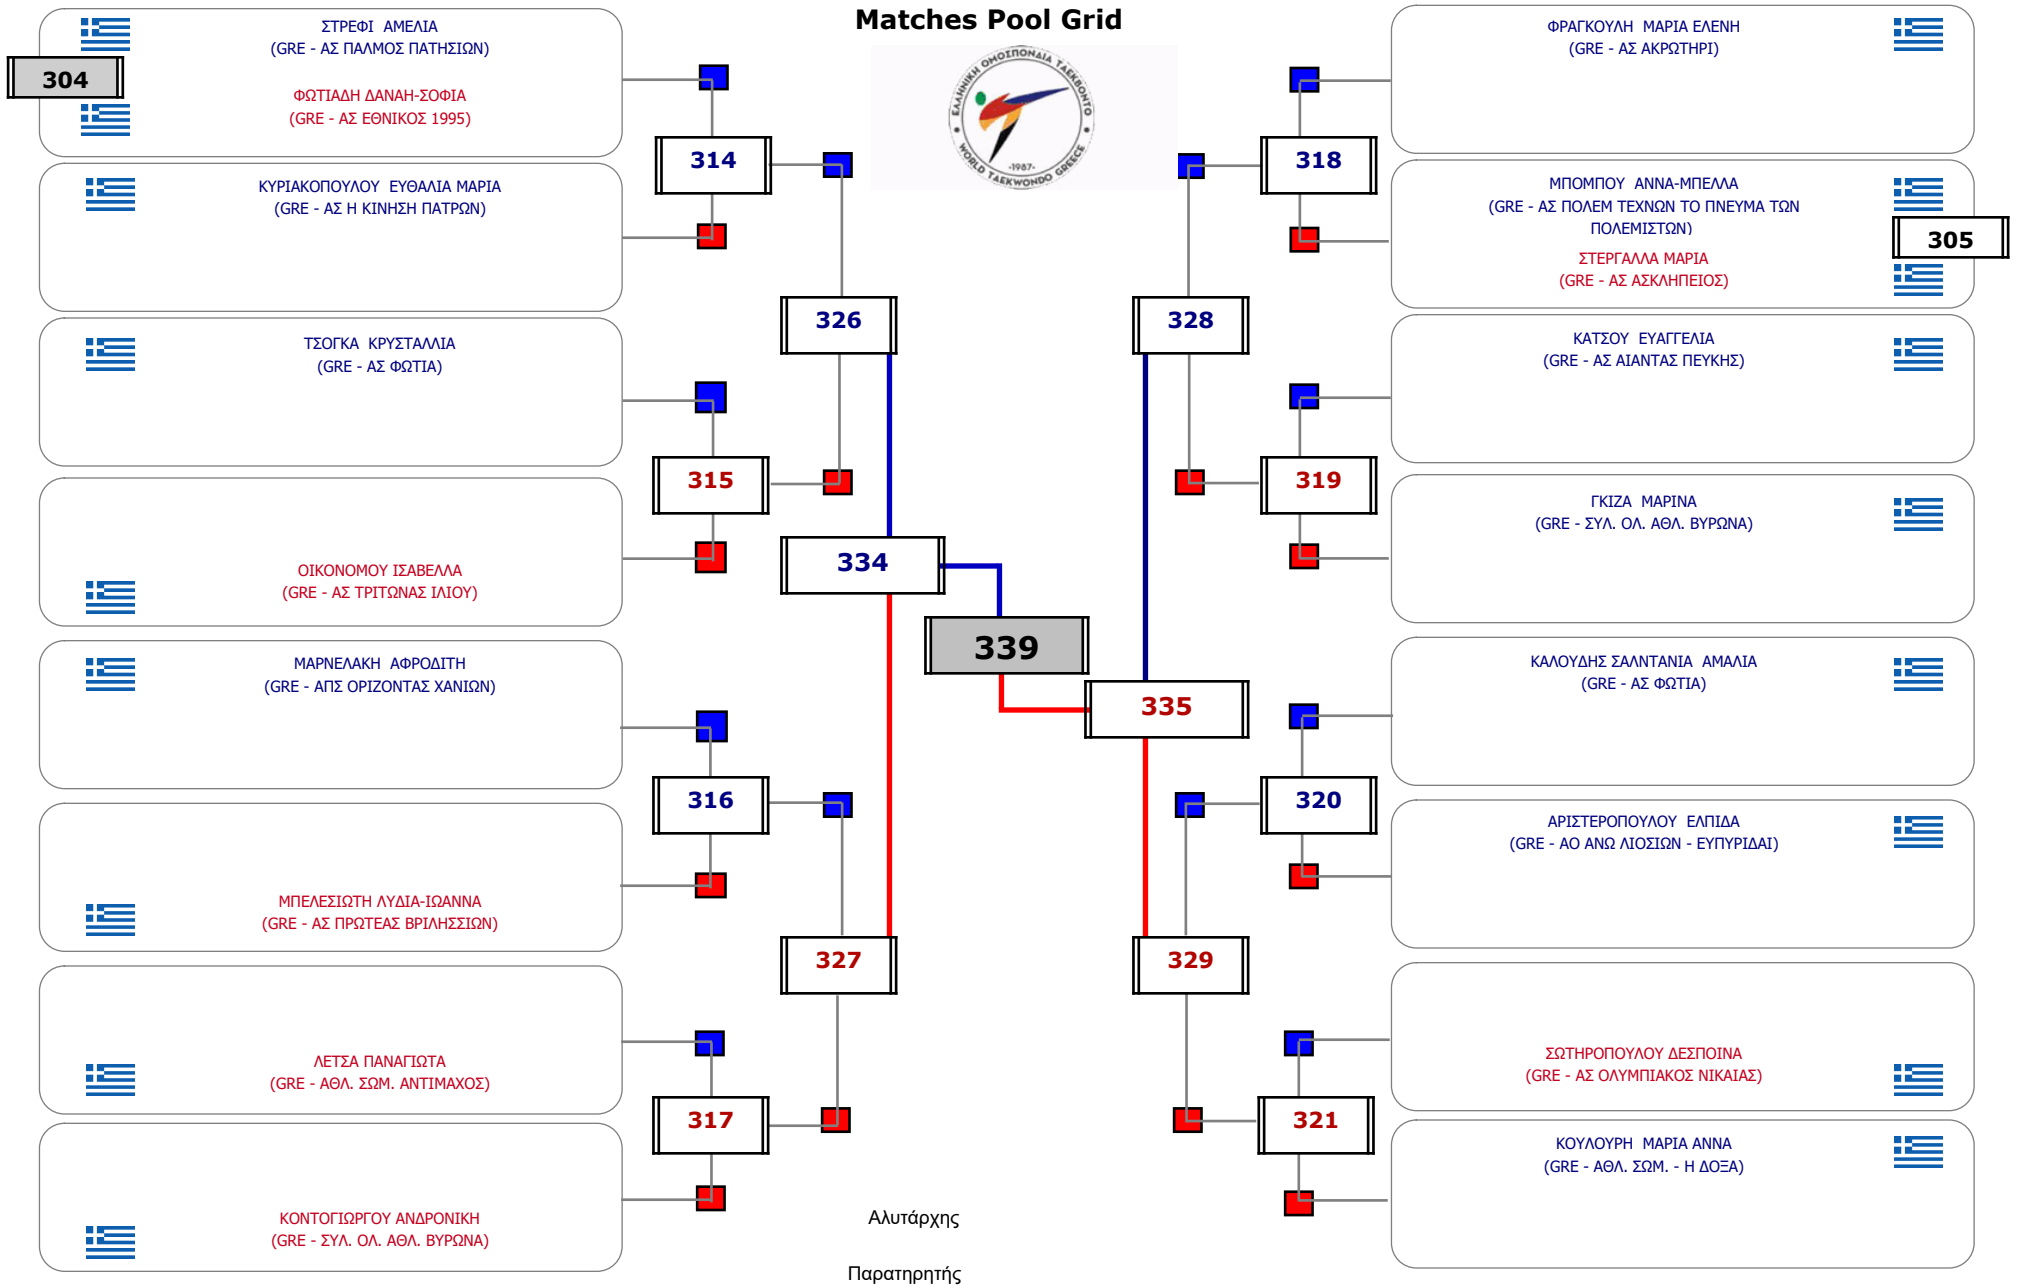 Matches Pool Grid
ΕΛΛΗΝΙΚΗ ΟΜΟΣΠΟΝΔΙΑ ΤΑΕΚΒΟΝΤΟ
-1987-
WORLD TAEKWONDO GREECE
304
ΣΤΡΕΦΙ ΑΜΕΛΙΑ
(GRE - ΑΣ ΠΑΛΜΟΣ ΠΑΤΗΣΙΩΝ)
ΦΩΤΙΑΔΗ ΔΑΝΑΗ-ΣΟΦΙΑ
(GRE - ΑΣ ΕΘΝΙΚΟΣ 1995)
ΚΥΡΙΑΚΟΠΟΥΛΟΥ ΕΥΘΑΛΙΑ ΜΑΡΙΑ
(GRE - ΑΣ Η ΚΙΝΗΣΗ ΠΑΤΡΩΝ)
ΤΣΟΓΚΑ ΚΡΥΣΤΑΛΛΙΑ
(GRE - ΑΣ ΦΩΤΙΑ)
ΟΙΚΟΝΟΜΟΥ ΙΣΑΒΕΛΛΑ
(GRE - ΑΣ ΤΡΙΤΩΝΑΣ ΙΛΙΟΥ)
ΜΑΡΝΕΛΑΚΗ ΑΦΡΟΔΙΤΗ
(GRE - ΑΠΣ ΟΡΙΖΟΝΤΑΣ ΧΑΝΙΩΝ)
ΜΠΕΛΕΣΙΩΤΗ ΛΥΔΙΑ-ΙΩΑΝΝΑ
(GRE - ΑΣ ΠΡΩΤΕΑΣ ΒΡΙΛΗΣΣΙΩΝ)
ΛΕΤΣΑ ΠΑΝΑΓΙΩΤΑ
(GRE - ΑΘΛ. ΣΩΜ. ΑΝΤΙΜΑΧΟΣ)
ΚΟΝΤΟΓΙΩΡΓΟΥ ΑΝΔΡΟΝΙΚΗ
(GRE - ΣΥΛ. ΟΛ. ΑΘΛ. ΒΥΡΩΝΑ)
314
315
316
317
326
327
334
339
335
328
329
318
319
320
321
ΦΡΑΓΚΟΥΛΗ ΜΑΡΙΑ ΕΛΕΝΗ
(GRE - ΑΣ ΑΚΡΩΤΗΡΙ)
ΜΠΟΜΠΟΥ ΑΝΝΑ-ΜΠΕΛΛΑ
(GRE - ΑΣ ΠΟΛΕΜ ΤΕΧΝΩΝ ΤΟ ΠΝΕΥΜΑ ΤΩΝ
ΠΟΛΕΜΙΣΤΩΝ)
305
ΣΤΕΡΓΑΛΛΑ ΜΑΡΙΑ
(GRE - ΑΣ ΑΣΚΛΗΠΕΙΟΣ)
ΚΑΤΣΟΥ ΕΥΑΓΓΕΛΙΑ
(GRE - ΑΣ ΑΙΑΝΤΑΣ ΠΕΥΚΗΣ)
ΓΚΙΖΑ ΜΑΡΙΝΑ
(GRE - ΣΥΛ. ΟΛ. ΑΘΛ. ΒΥΡΩΝΑ)
ΚΑΛΟΥΔΗΣ ΣΑΛΝΤΑΝΙΑ ΑΜΑΛΙΑ
(GRE - ΑΣ ΦΩΤΙΑ)
ΑΡΙΣΤΕΡΟΠΟΥΛΟΥ ΕΛΠΙΔΑ
(GRE - ΑΟ ΑΝΩ ΛΙΟΣΙΩΝ - ΕΥΠΥΡΙΔΑΙ)
ΣΩΤΗΡΟΠΟΥΛΟΥ ΔΕΣΠΟΙΝΑ
(GRE - ΑΣ ΟΛΥΜΠΙΑΚΟΣ ΝΙΚΑΙΑΣ)
ΚΟΥΛΟΥΡΗ ΜΑΡΙΑ ΑΝΝΑ
(GRE - ΑΘΛ. ΣΩΜ. - Η ΔΟΞΑ)
Αλυτάρχης
Παρατηρητής